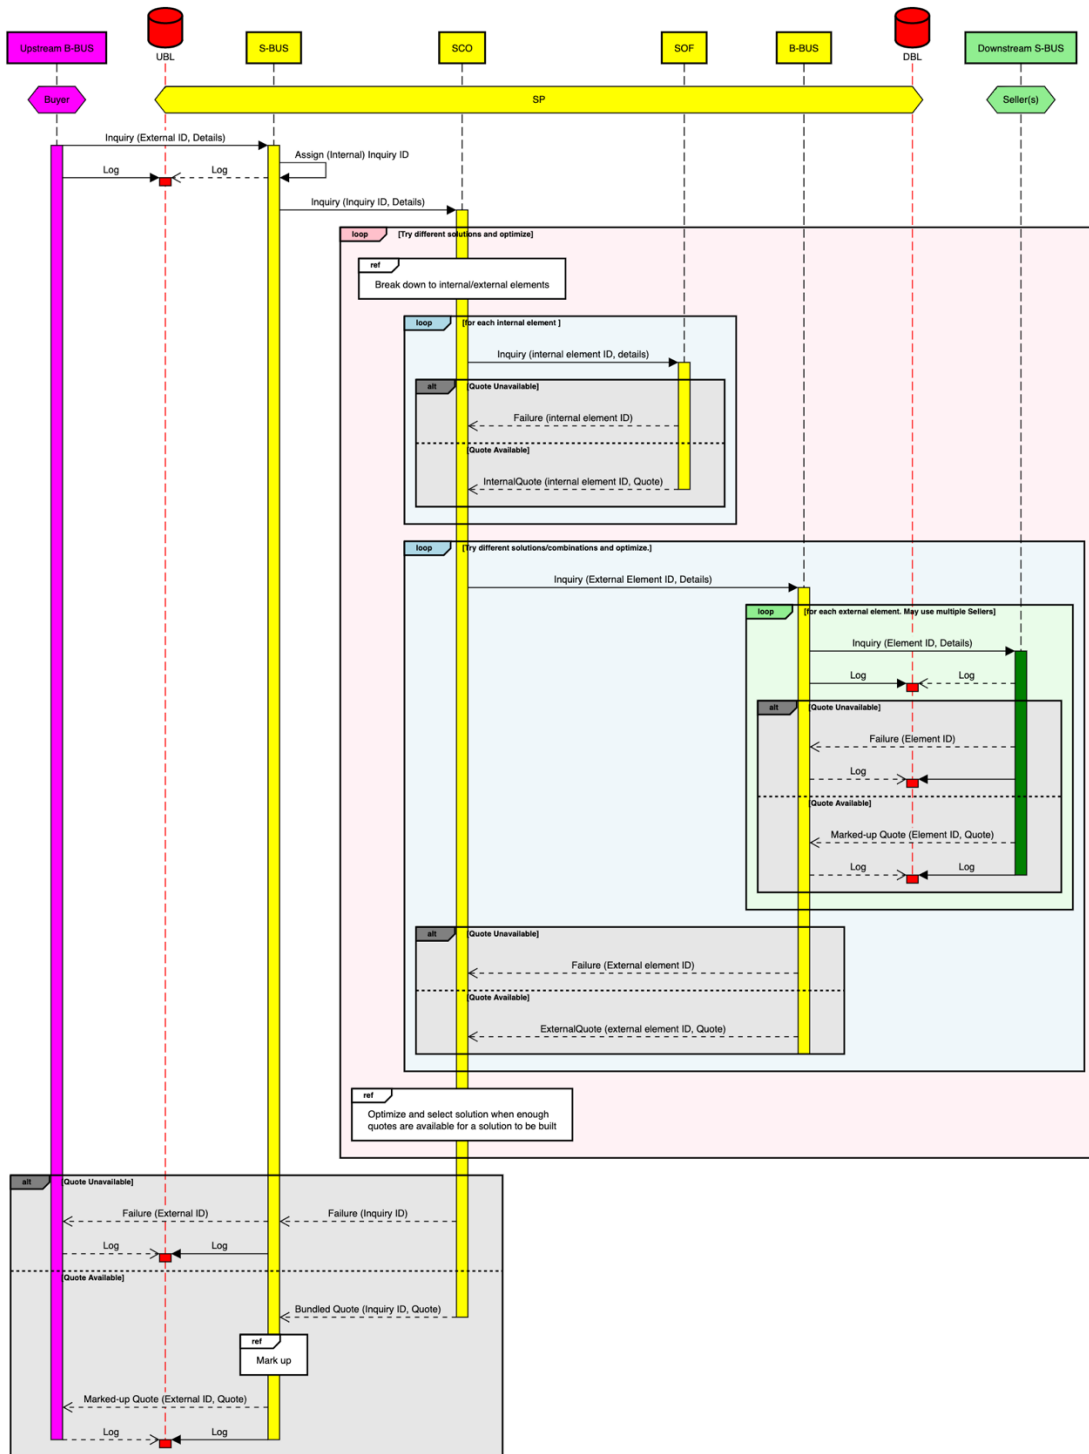 Upstream B-BUS
UBL
S-BUS
SCO
SOF
B-BUS
DBL
Downstream S-BUS
Buyer
SP
Seller(s)
Inquiry (External ID, Details)
Assign (Internal) Inquiry ID
Log
Log
Inquiry (Inquiry ID, Details)
loop
[Try different solutions and optimize]
ref
Break down to internal/external elements
loop
[for each internal element ]
Inquiry (internal element ID, details)
alt
[Quote Unavailable]
Failure (internal element ID)
[Quote Available]
InternalQuote (internal element ID, Quote)
loop
[Try different solutions/combinations and optimize.]
Inquiry (External Element ID, Details)
loop
[for each external element. May use multiple Sellers]
Inquiry (Element ID, Details)
Log
Log
alt
[Quote Unavailable]
Failure (Element ID)
Log
[Quote Available]
Marked-up Quote (Element ID, Quote)
Log
Log
alt
[Quote Unavailable]
Failure (External element ID)
[Quote Available]
ExternalQuote (external element ID, Quote)
ref
Optimize and select solution when enough
quotes are available for a solution to be built
alt
[Quote Unavailable]
Failure (External ID)
Failure (Inquiry ID)
Log
Log
[Quote Available]
Bundled Quote (Inquiry ID, Quote)
ref
Mark up
Marked-up Quote (External ID, Quote)
Log
Log